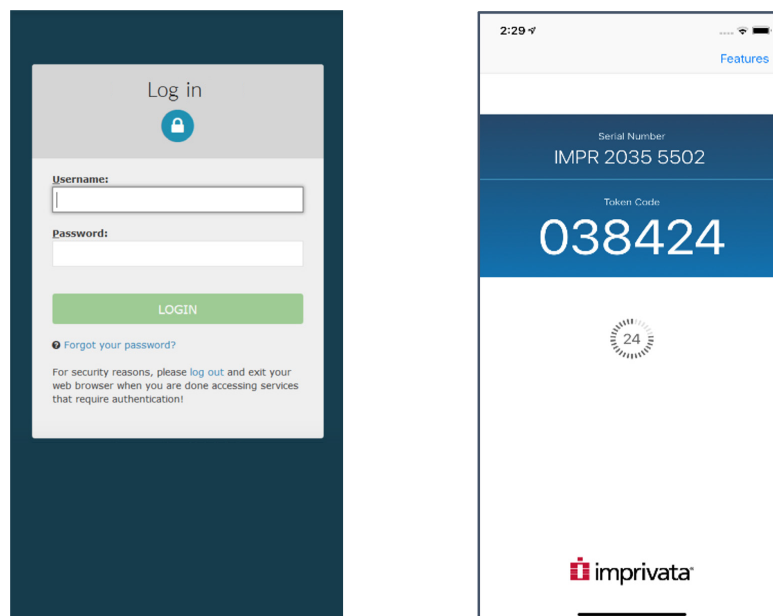 Log in
Username:
Password:
LOGIN
Forgot your password?
For security reasons, please log out and exit your
web browser when you are done accessing services
that require authentication!
2:29
Features
Serial Number
IMPR 2035 5502
Token Code
038424
24
imprivata